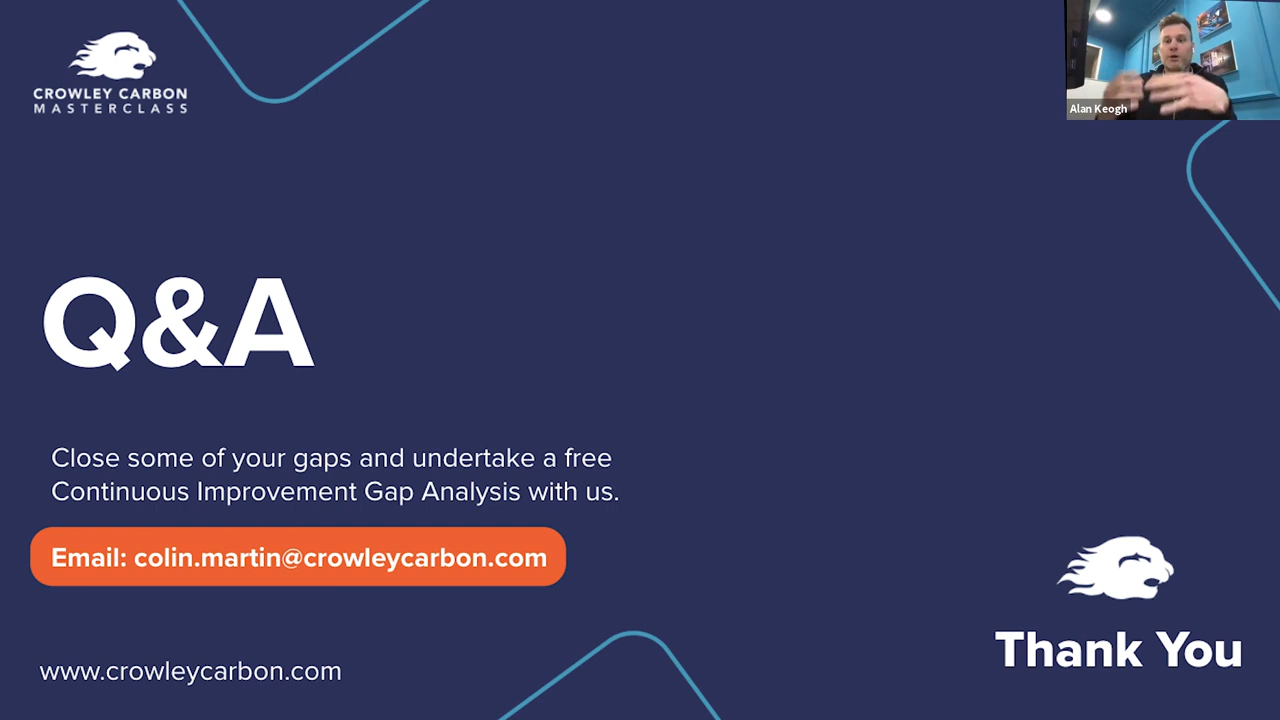 CROWLEY CARBON
MASTERCLASS
Alan Keogh
Q&A
Close some of your gaps and undertake a free
Continuous Improvement Gap Analysis with us.
Email: colin.martin@crowleycarbon.com
www.crowleycarbon.com
Thank You